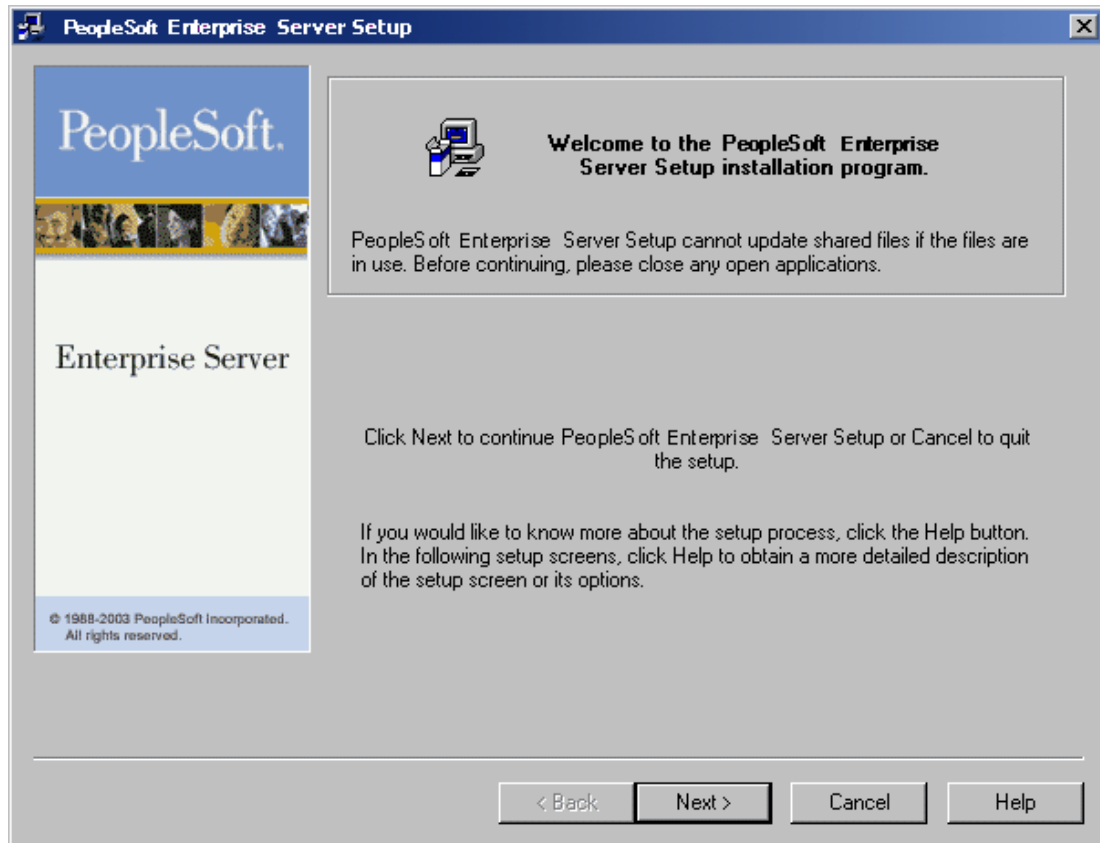 PeopleSoft Enterprise Server Setup
PeopleSoft.
Enterprise Server
© 1988-2003 PeopleSoft Incorporated.
All rights reserved.
Welcome to the PeopleSoft Enterprise
Server Setup installation program.
PeopleSoft Enterprise Server Setup cannot update shared files if the files are
in use. Before continuing, please close any open applications.
Click Next to continue PeopleSoft Enterprise Server Setup or Cancel to quit
the setup.
If you would like to know more about the setup process, click the Help button.
In the following setup screens, click Help to obtain a more detailed description
of the setup screen or its options.
< Back
Next >
Cancel
Help